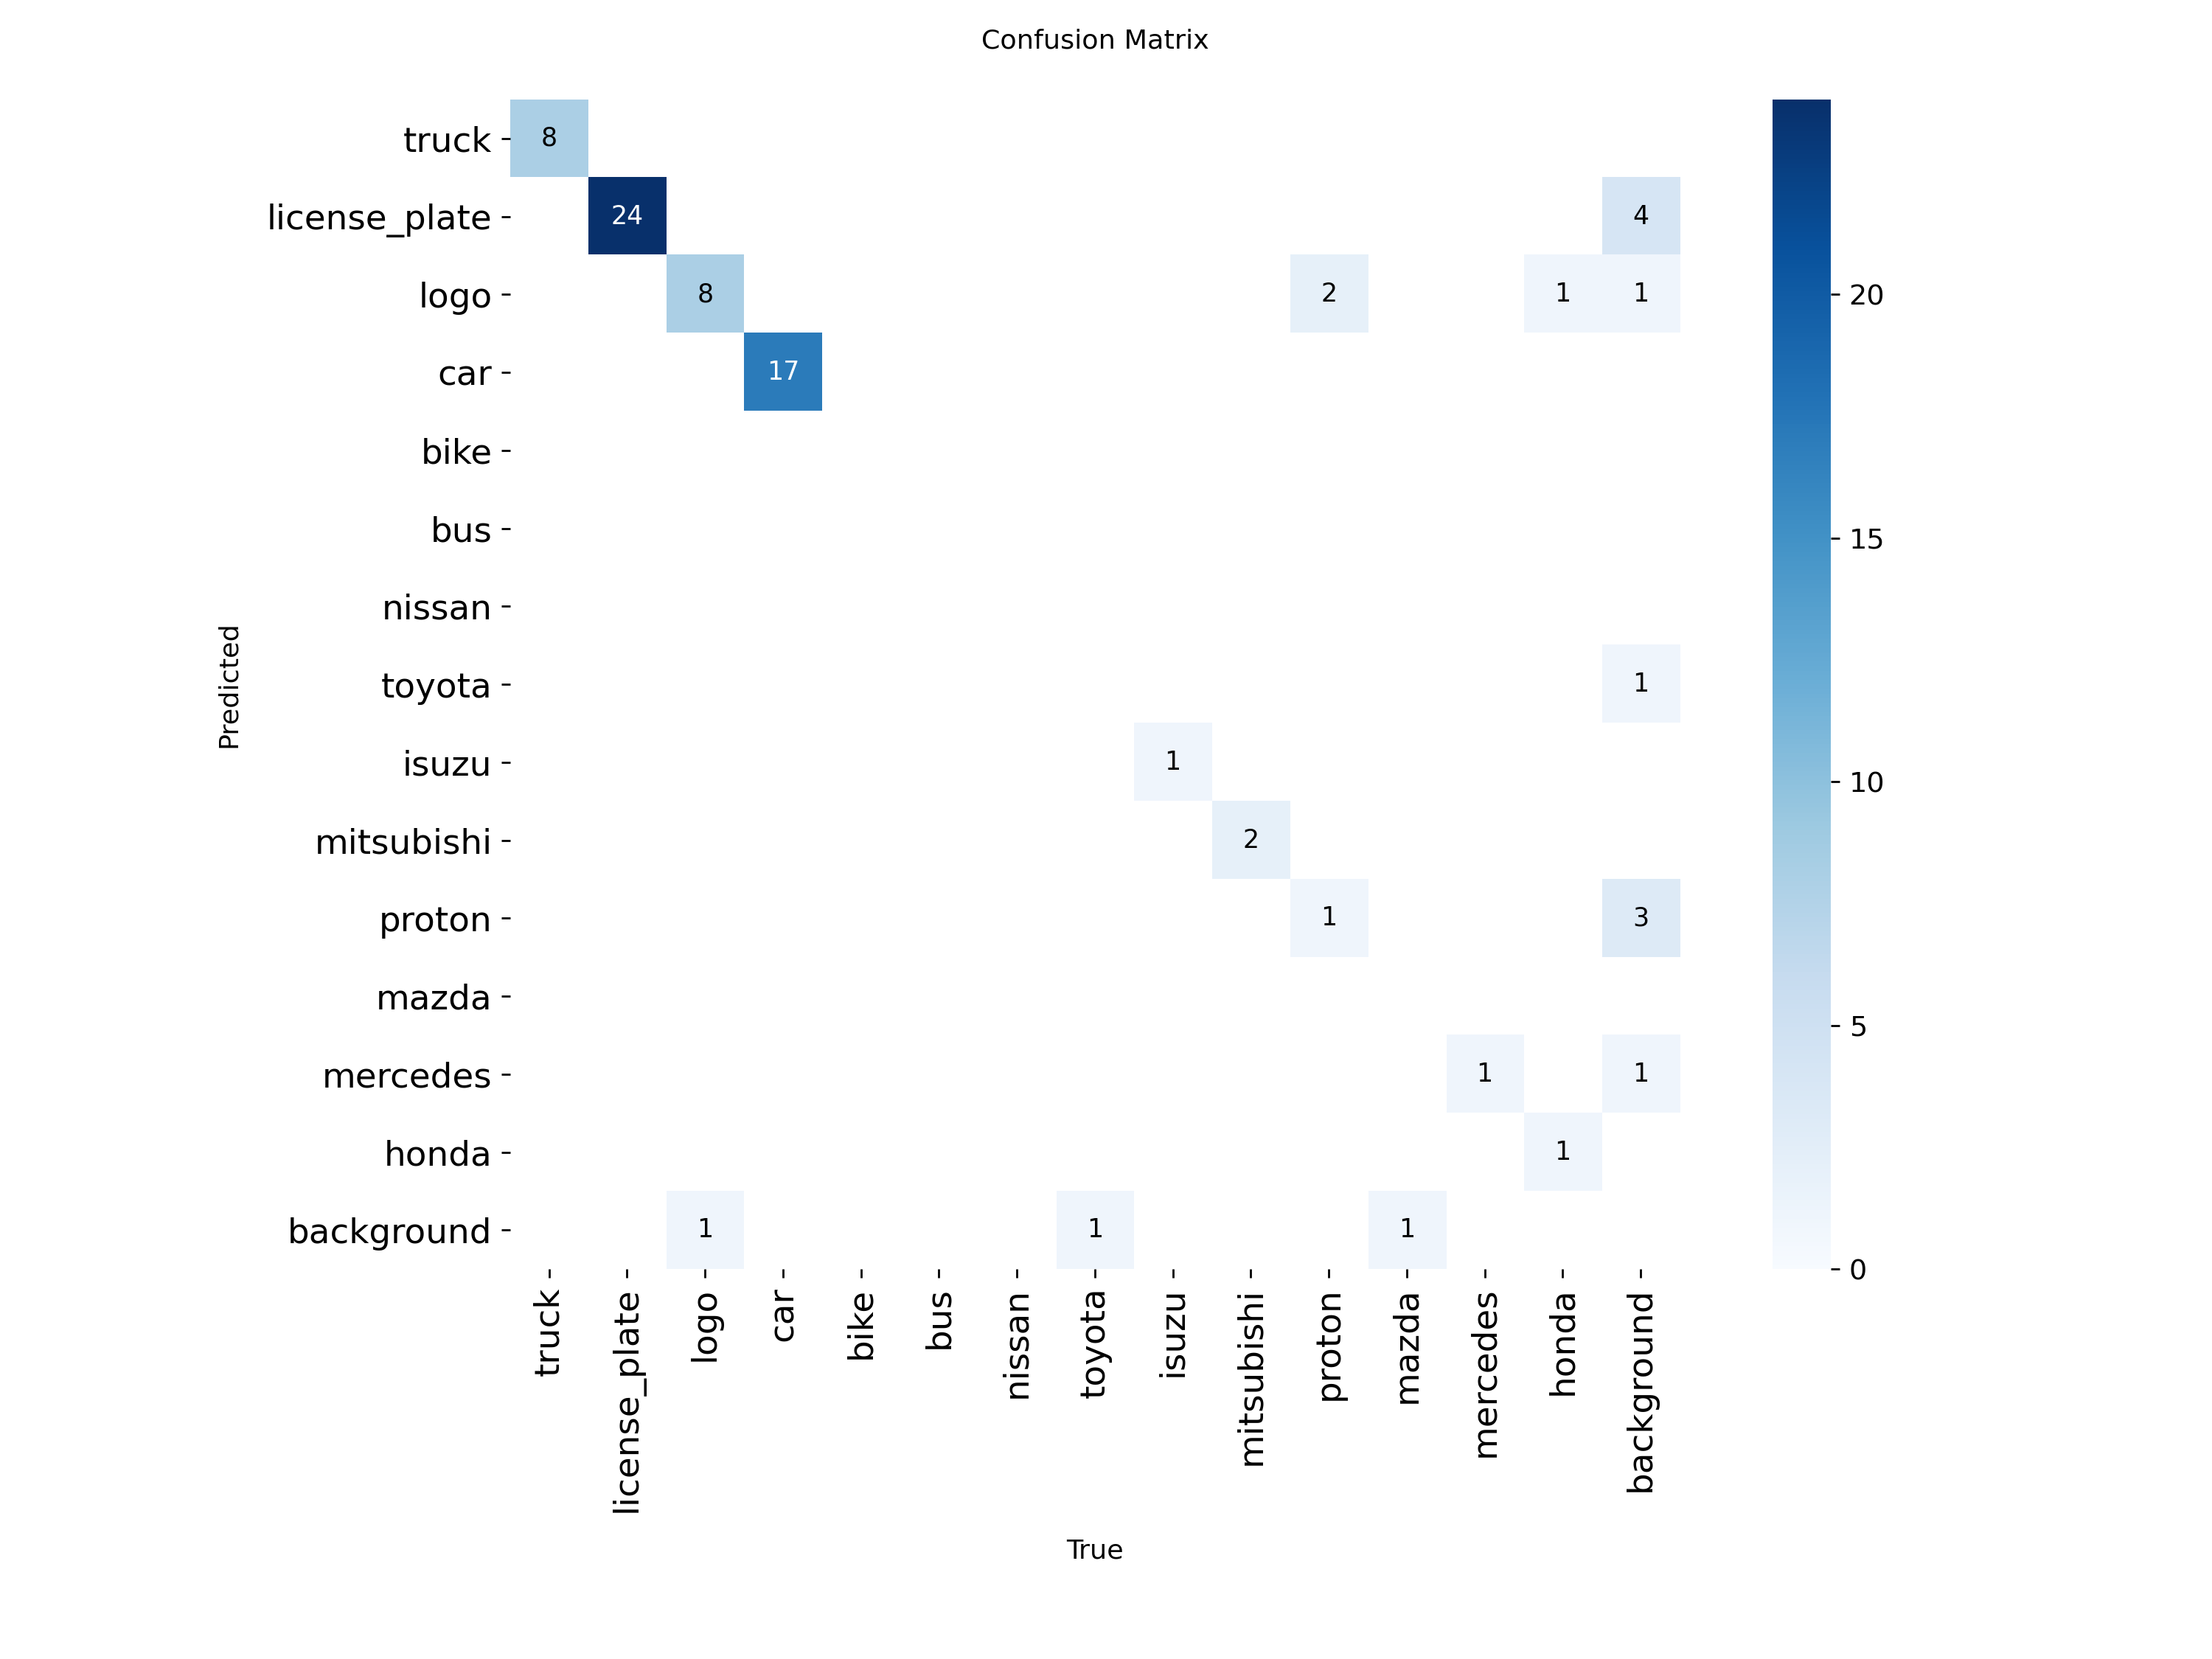 Confusion Matrix
truck 8
license_plate 24 4
logo 8 2 1 1 20
car 17
bike
bus 15
nissan
toyota 1
isuzu 1 10
mitsubishi 2
proton 1 3
mazda
mercedes 1 1 5
honda 1
background 1 1 1 0
Predicted
truck license_plate logo car bike bus nissan toyota isuzu mitsubishi proton mazda mercedes honda background
True